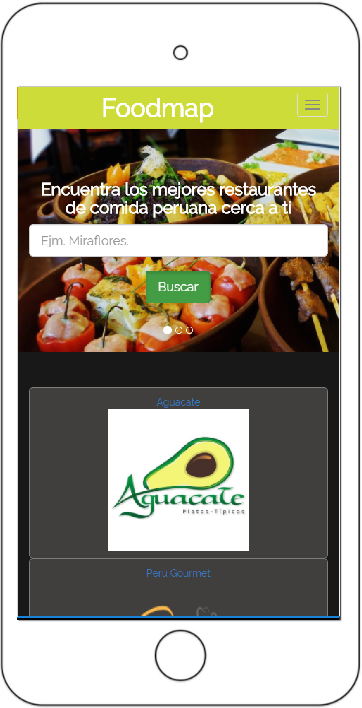 Foodmap
Encuentra los mejores restaurantes
de comida peruana cerca a ti
Ejm. Miraflores.
Buscar
Aguacate
Aguacate
Platos-Típicos
Peru Gourmet